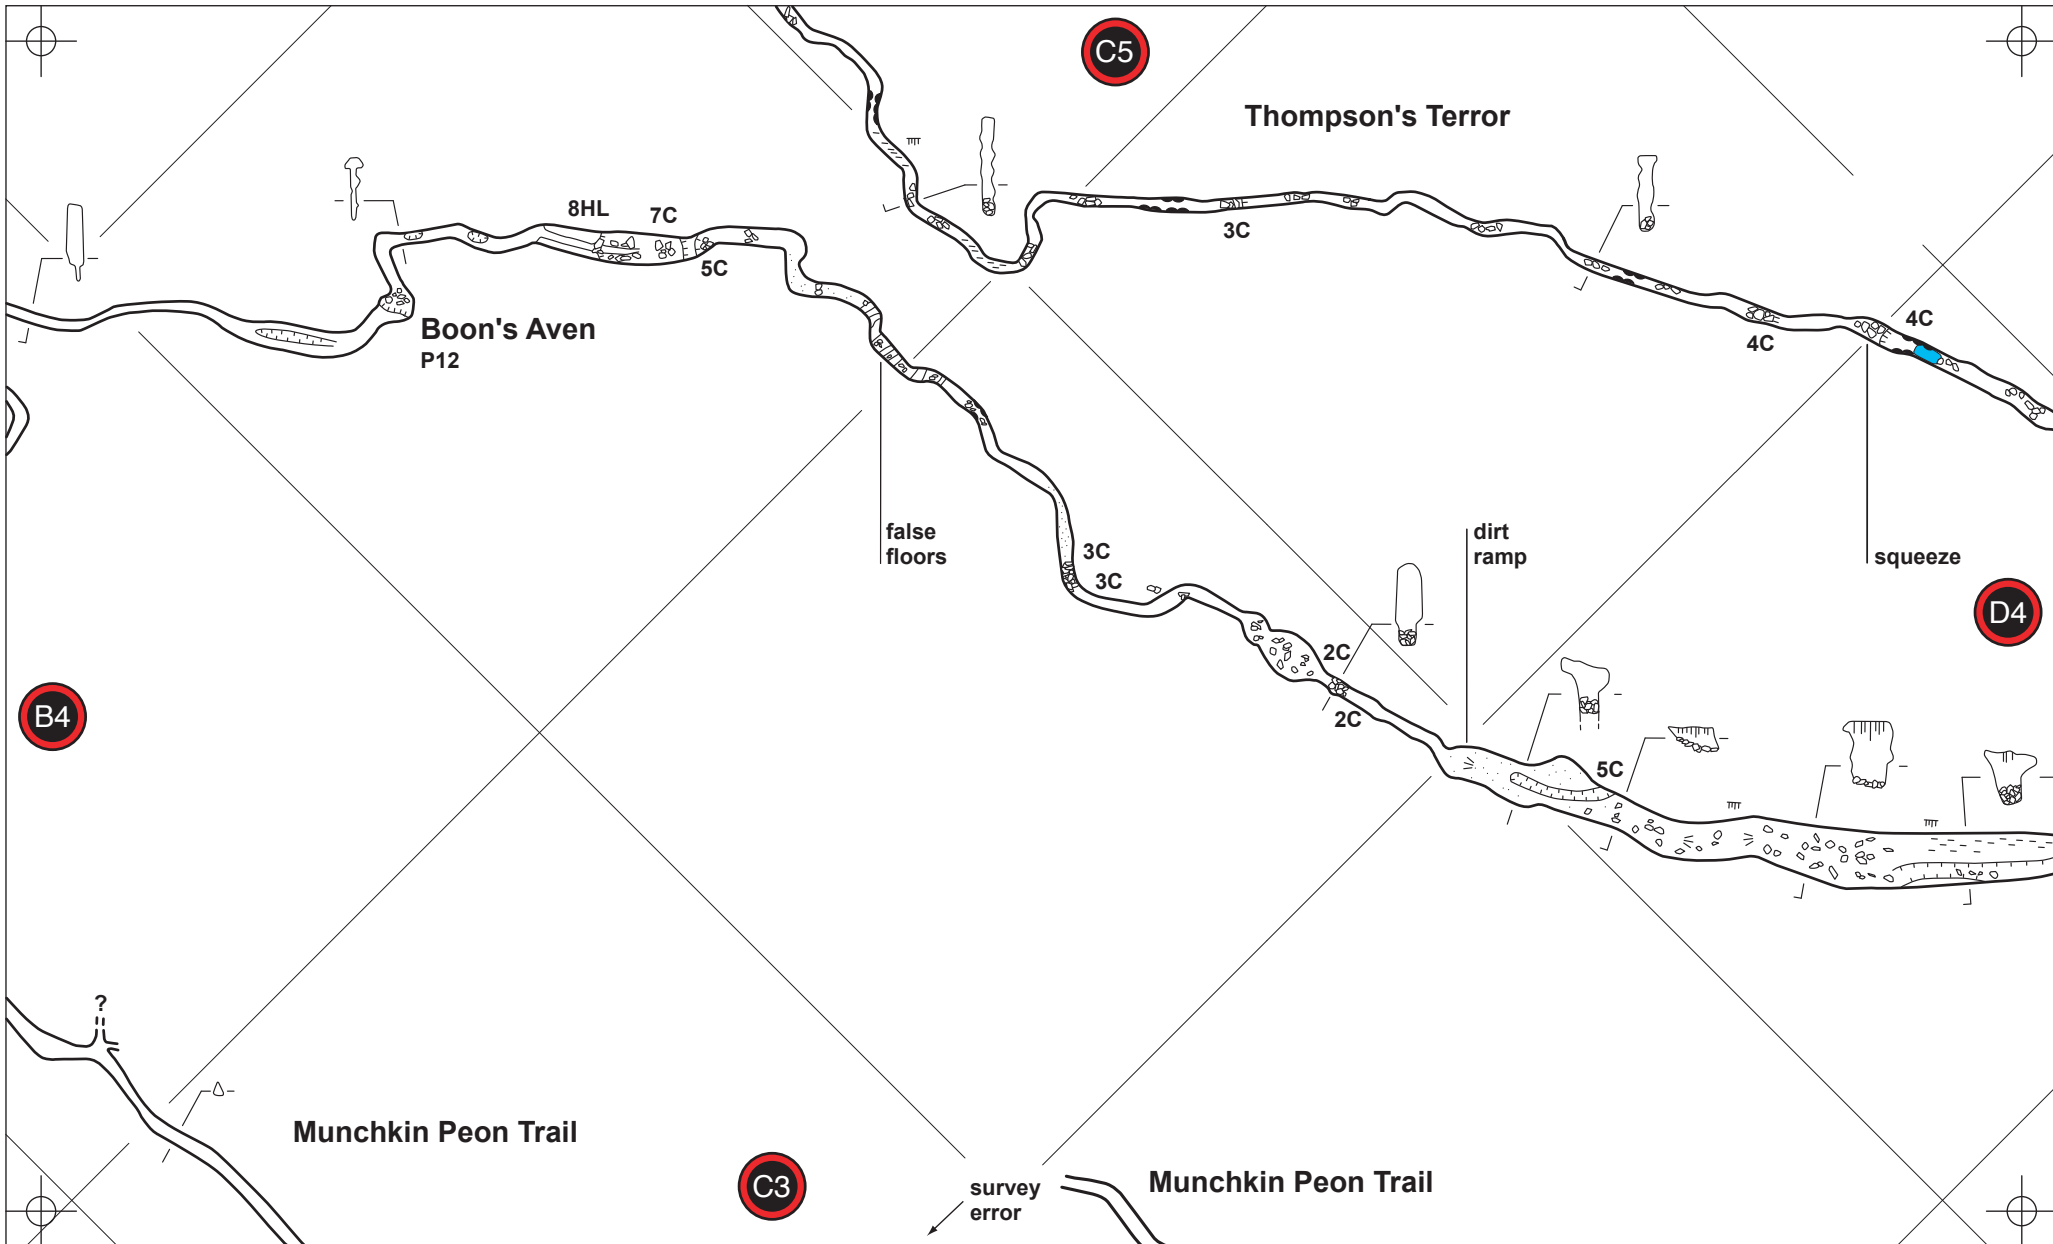 C5
Thompson's Terror
8HL
7C
5C
3C
Boon's Aven
P12
4C
4C
false
floors
dirt
ramp
squeeze
3C
3C
D4
2C
2C
B4
5C
?
Munchkin Peon Trail
C3
survey
error
Munchkin Peon Trail